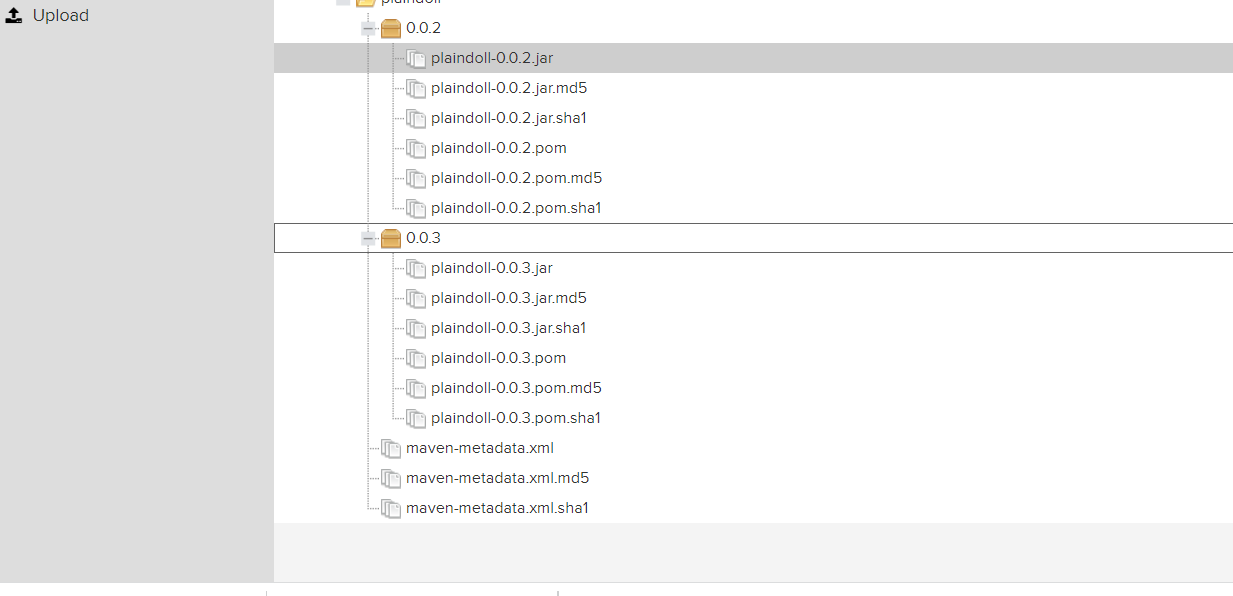 Upload
plaindoll
0.0.2
plaindoll-0.0.2.jar
plaindoll-0.0.2.jar.md5
plaindoll-0.0.2.jar.sha1
plaindoll-0.0.2.pom
plaindoll-0.0.2.pom.md5
plaindoll-0.0.2.pom.sha1
0.0.3
plaindoll-0.0.3.jar
plaindoll-0.0.3.jar.md5
plaindoll-0.0.3.jar.sha1
plaindoll-0.0.3.pom
plaindoll-0.0.3.pom.md5
plaindoll-0.0.3.pom.sha1
maven-metadata.xml
maven-metadata.xml.md5
maven-metadata.xml.sha1